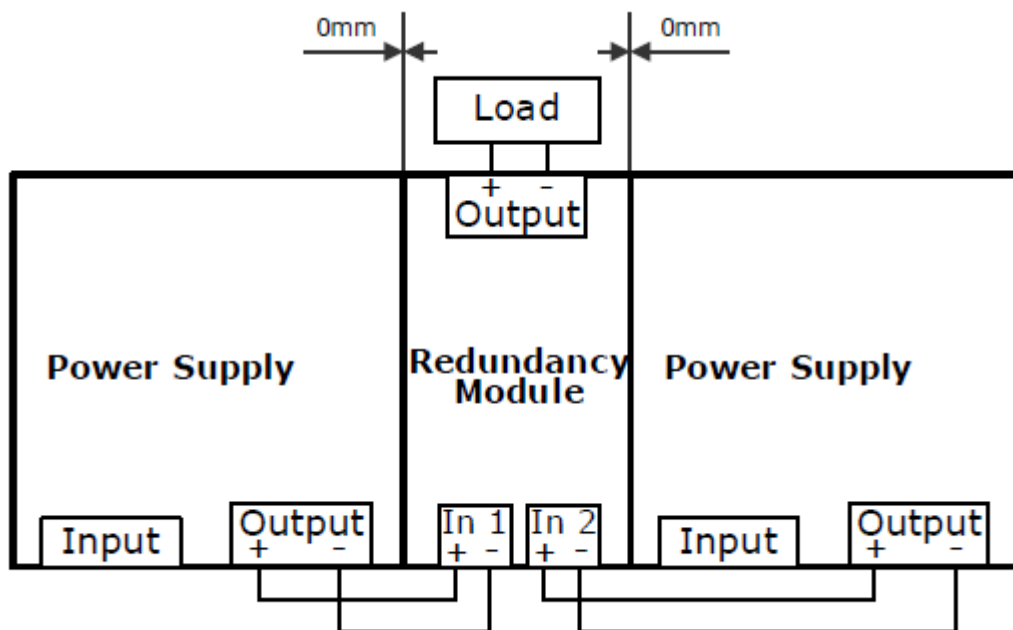 0mm 0mm
Load
+ -
Output
Power Supply
Redundancy
Module
Power Supply
Input
Output
+ -
In 1
+ -
In 2
+ -
Input
Output
+ -